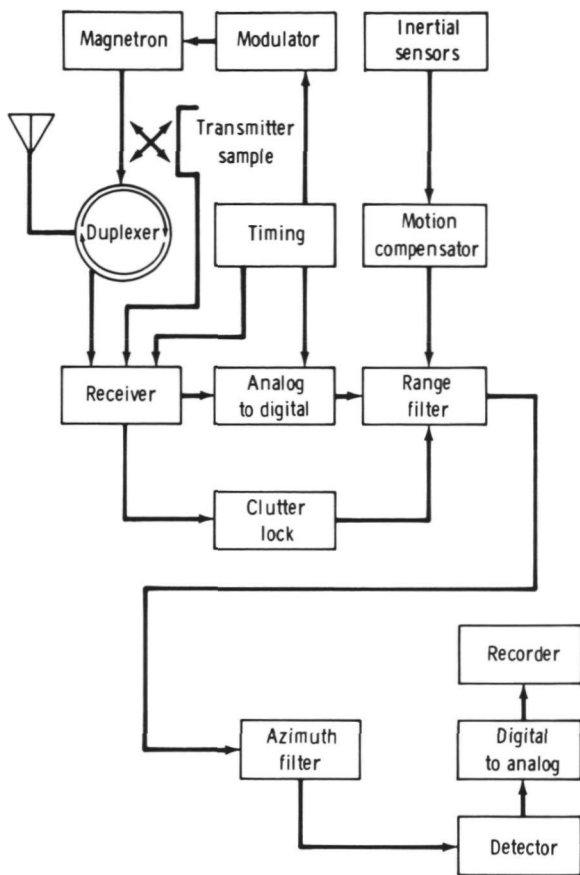 Magnetron
Modulator
Inertial
sensors
Transmitter
sample
Duplexer
Timing
Motion
compensator
Receiver
Analog
to digital
Range
filter
Clutter
lock
Recorder
Azimuth
filter
Digital
to analog
Detector